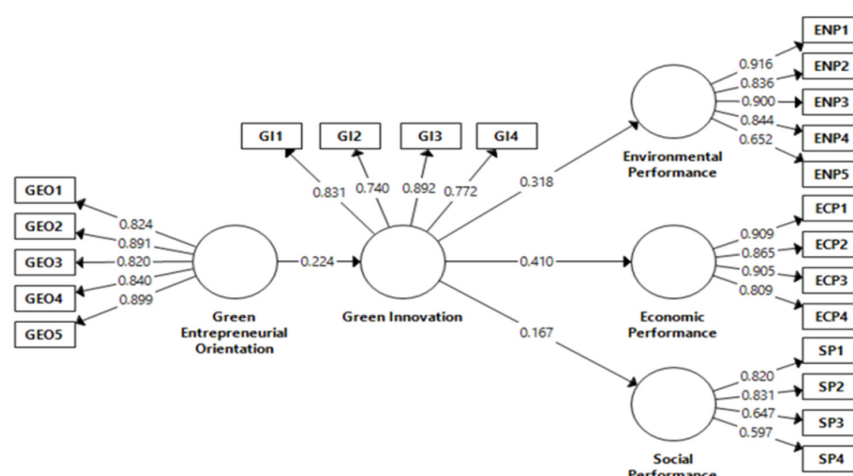 GEO1
GEO2
GEO3
GEO4
GEO5
0.824
0.891
0.820
0.840
0.899
Green
Entrepreneurial
Orientation
0.224
GI1
GI2
GI3
GI4
0.831
0.740
0.892
0.772
Green Innovation
0.318
0.410
0.167
Environmental
Performance
0.916
0.836
0.900
0.844
0.652
ENP1
ENP2
ENP3
ENP4
ENP5
Economic
Performance
0.909
0.865
0.905
0.809
ECP1
ECP2
ECP3
ECP4
Social
Performance
0.820
0.831
0.647
0.597
SP1
SP2
SP3
SP4